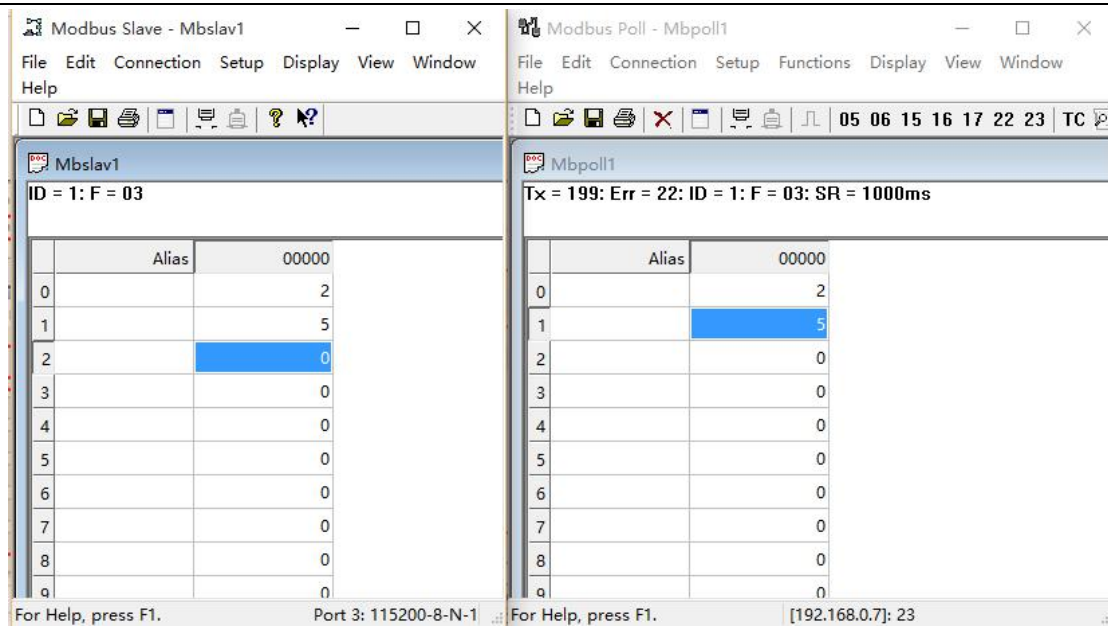 Modbus Slave - Mbslav1
File Edit Connection Setup Display View Window
Help
Mbslav1
ID = 1: F = 03
Alias 00000
0 2
1 5
2 0
3 0
4 0
5 0
6 0
7 0
8 0
9 0
For Help, press F1. Port 3: 115200-8-N-1
Modbus Poll - Mbpoll1
File Edit Connection Setup Functions Display View Window
Help
05 06 15 16 17 22 23 TC
Mbpoll1
Tx = 199: Err = 22: ID = 1: F = 03: SR = 1000ms
Alias 00000
0 2
1 5
2 0
3 0
4 0
5 0
6 0
7 0
8 0
9 0
For Help, press F1. [192.168.0.7]: 23